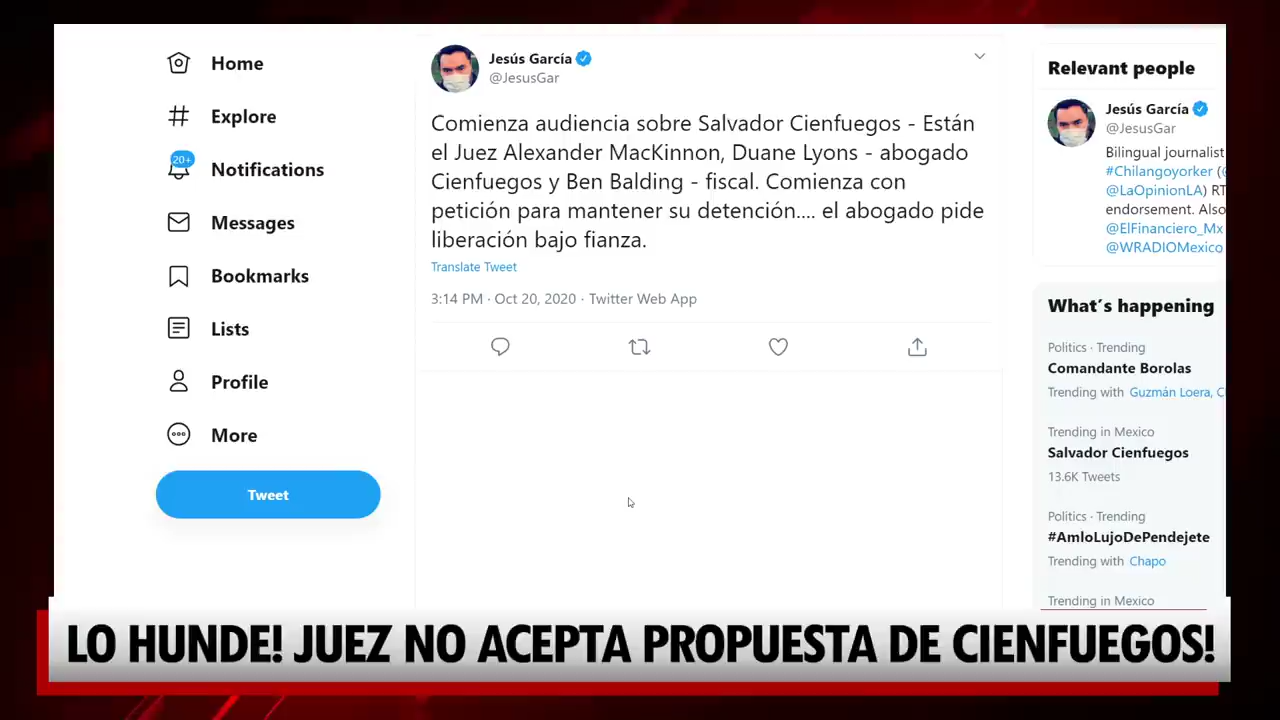 Home
Explore
20+
Notifications
Messages
Bookmarks
Lists
Profile
More
Tweet
Jesús García
@JesusGar
Comienza audiencia sobre Salvador Cienfuegos - Están
el Juez Alexander MacKinnon, Duane Lyons - abogado
Cienfuegos y Ben Balding - fiscal. Comienza con
petición para mantener su detención.... el abogado pide
liberación bajo fianza.
Translate Tweet
3:14 PM · Oct 20, 2020 · Twitter Web App
Relevant people
Jesús García
@JesusGar
Bilingual journalist
#Chilangoyorker (@
@LaOpinionLA) RT
endorsement. Also
@ElFinanciero_Mx
@WRADIOMexico
What's happening
Politics · Trending
Comandante Borolas
Trending with Guzmán Loera, C
Trending in Mexico
Salvador Cienfuegos
13.6K Tweets
Politics · Trending
#AmloLujoDePendejete
Trending with Chapo
Trending in Mexico
LO HUNDE! JUEZ NO ACEPTA PROPUESTA DE CIENFUEGOS!